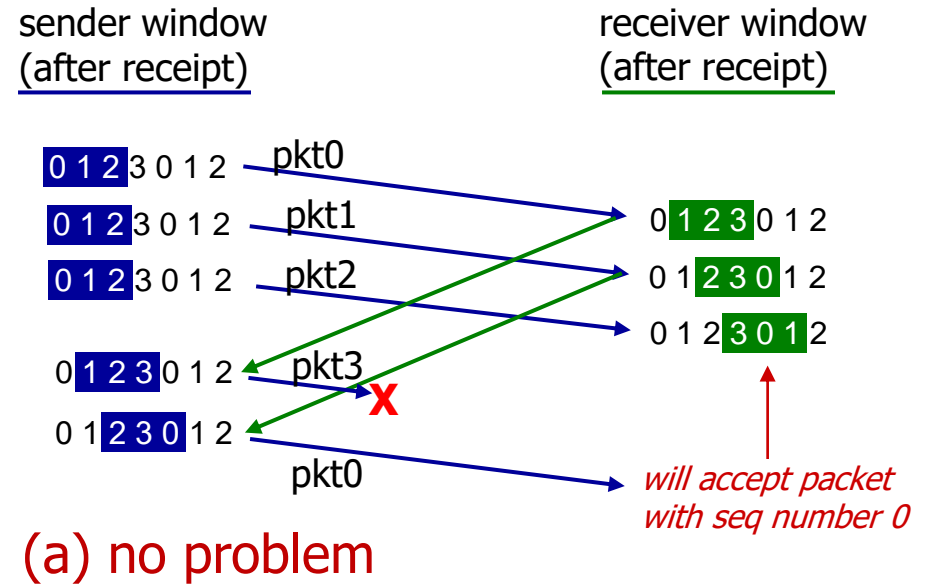 sender window
(after receipt)
receiver window
(after receipt)
0 1 2 3 0 1 2
pkt0
0 1 2 3 0 1 2
pkt1
0 1 2 3 0 1 2
0 1 2 3 0 1 2
pkt2
0 1 2 3 0 1 2
0 1 2 3 0 1 2
0 1 2 3 0 1 2
pkt3
X
0 1 2 3 0 1 2
pkt0
will accept packet
with seq number 0
(a) no problem